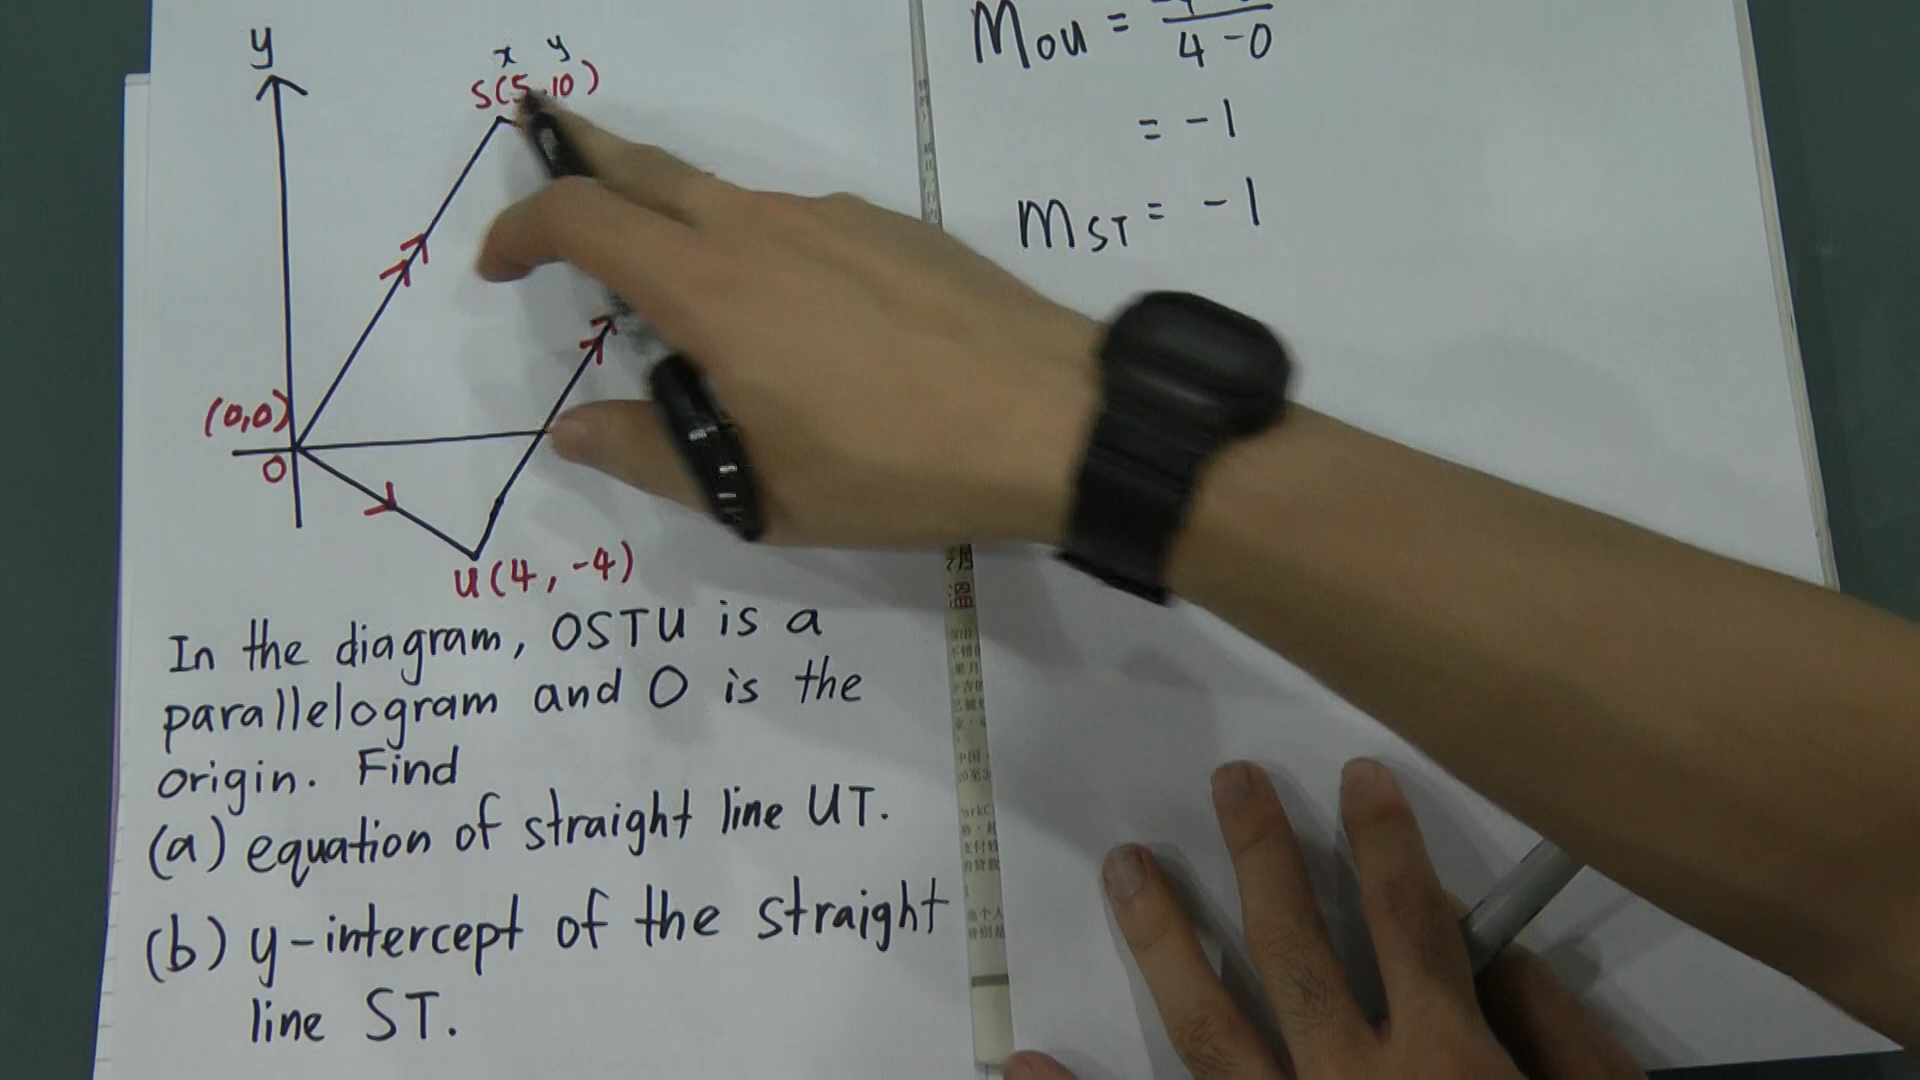 y
x y
S(5,10)
(0,0)
O
U(4, -4)
In the diagram, OSTU is a
parallelogram and O is the
origin. Find
(a) equation of straight line UT.
(b) y-intercept of the straight
line ST.
MOU =
4 - 0
= -1
MST = -1